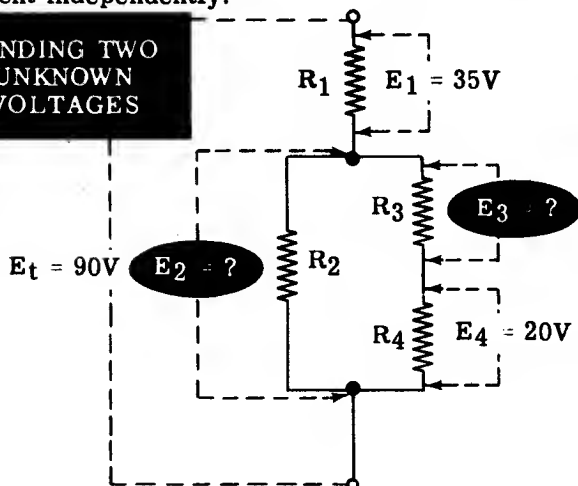 ent independently.
NDING TWO
UNKNOWN
VOLTAGES
R1
E1 = 35V
R3
E3 = ?
Et = 90V
E2 = ?
R2
R4
E4 = 20V